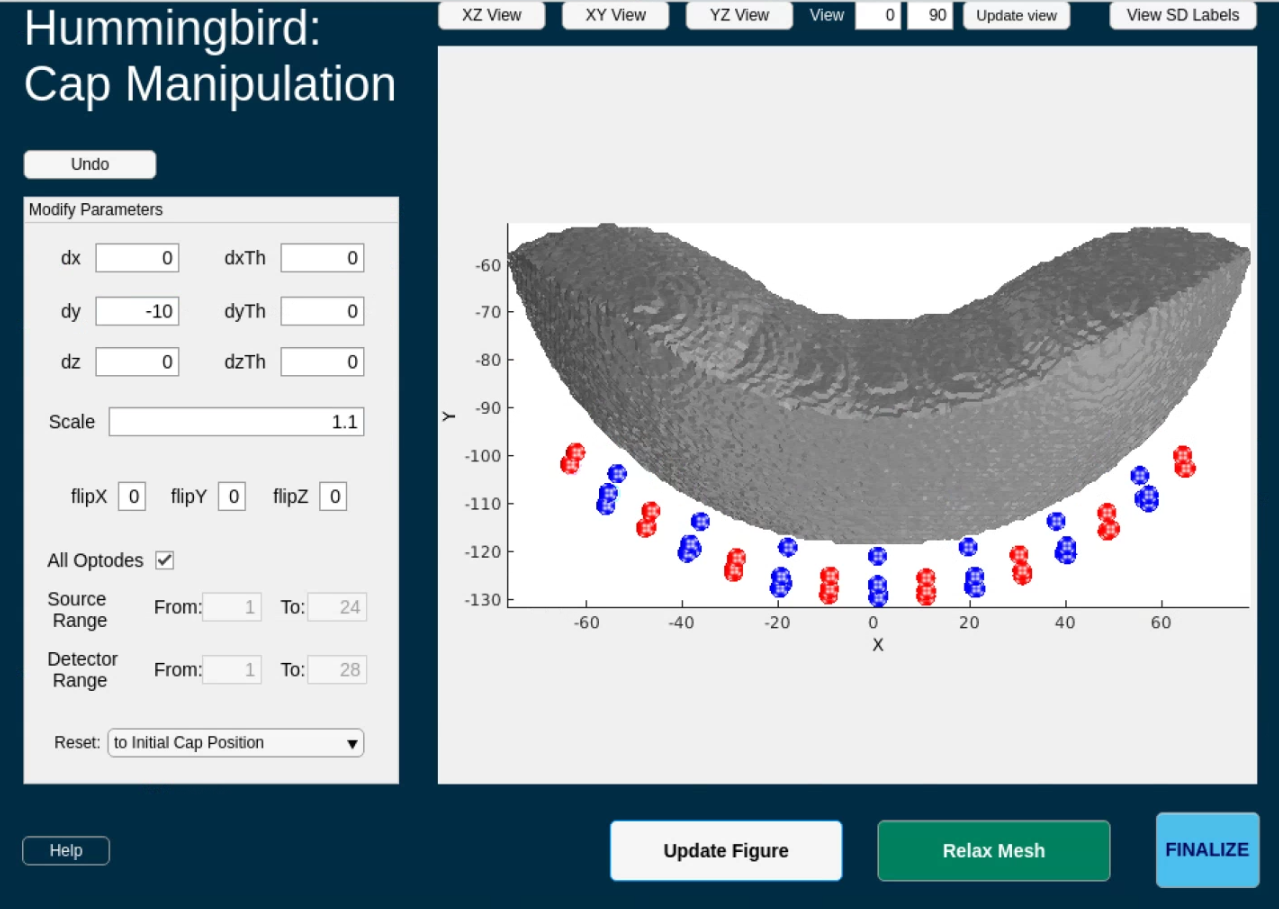 Hummingbird:
Cap Manipulation
XZ View XY View YZ View View 0 90 Update view View SD Labels
Undo
Modify Parameters
dx 0 dxTh 0
dy -10 dyTh 0
dz 0 dzTh 0
Scale 1.1
flipX 0 flipY 0 flipZ 0
All Optodes
Source Range From: 1 To: 24
Detector Range From: 1 To: 28
Reset: to Initial Cap Position
Y
-60
-70
-80
-90
-100
-110
-120
-130
-60 -40 -20 0 20 40 60
X
Help
Update Figure
Relax Mesh
FINALIZE